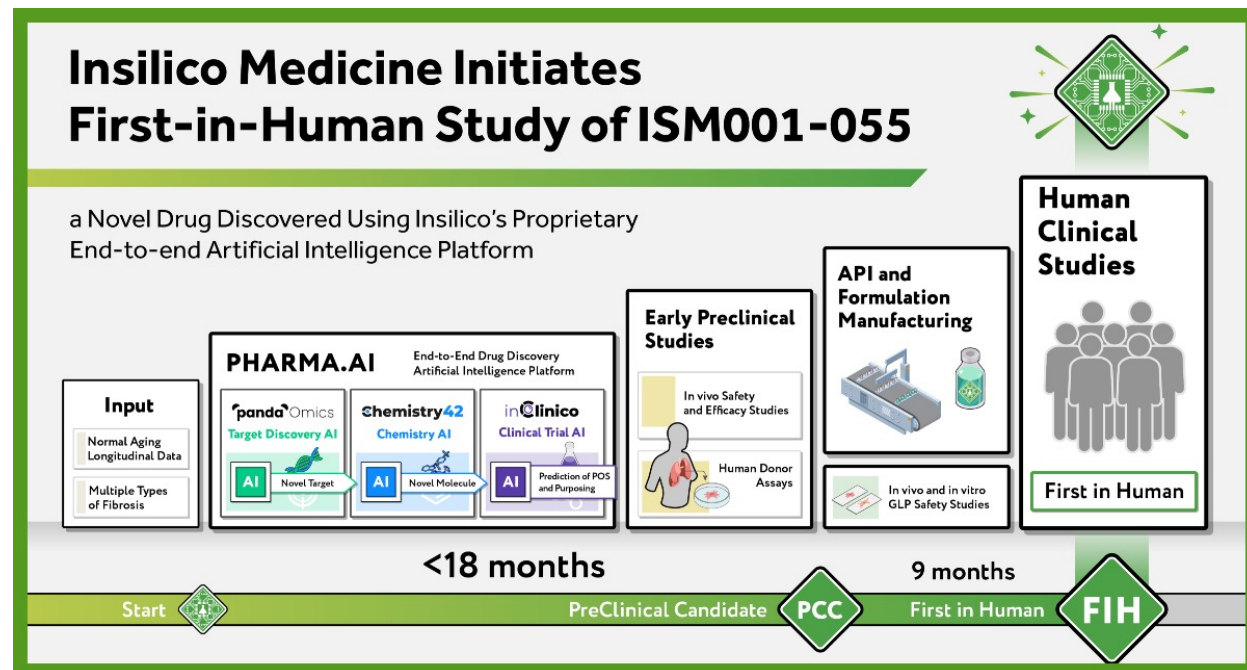 Insilico Medicine Initiates
First-in-Human Study of ISM001-055
a Novel Drug Discovered Using Insilico's Proprietary
End-to-end Artificial Intelligence Platform
Input
Normal Aging
Longitudinal Data
Multiple Types
of Fibrosis
PHARMA.AI
End-to-End Drug Discovery
Artificial Intelligence Platform
pandaOmics
Target Discovery AI
AI
Novel Target
Chemistry42
Chemistry AI
AI
Novel Molecule
inClinico
Clinical Trial AI
AI
Prediction of POS
and Purposing
Early Preclinical
Studies
In vivo Safety
and Efficacy Studies
Human Donor
Assays
API and
Formulation
Manufacturing
In vivo and in vitro
GLP Safety Studies
Human
Clinical
Studies
First in Human
<18 months
9 months
Start
PreClinical Candidate
PCC
First in Human
FIH